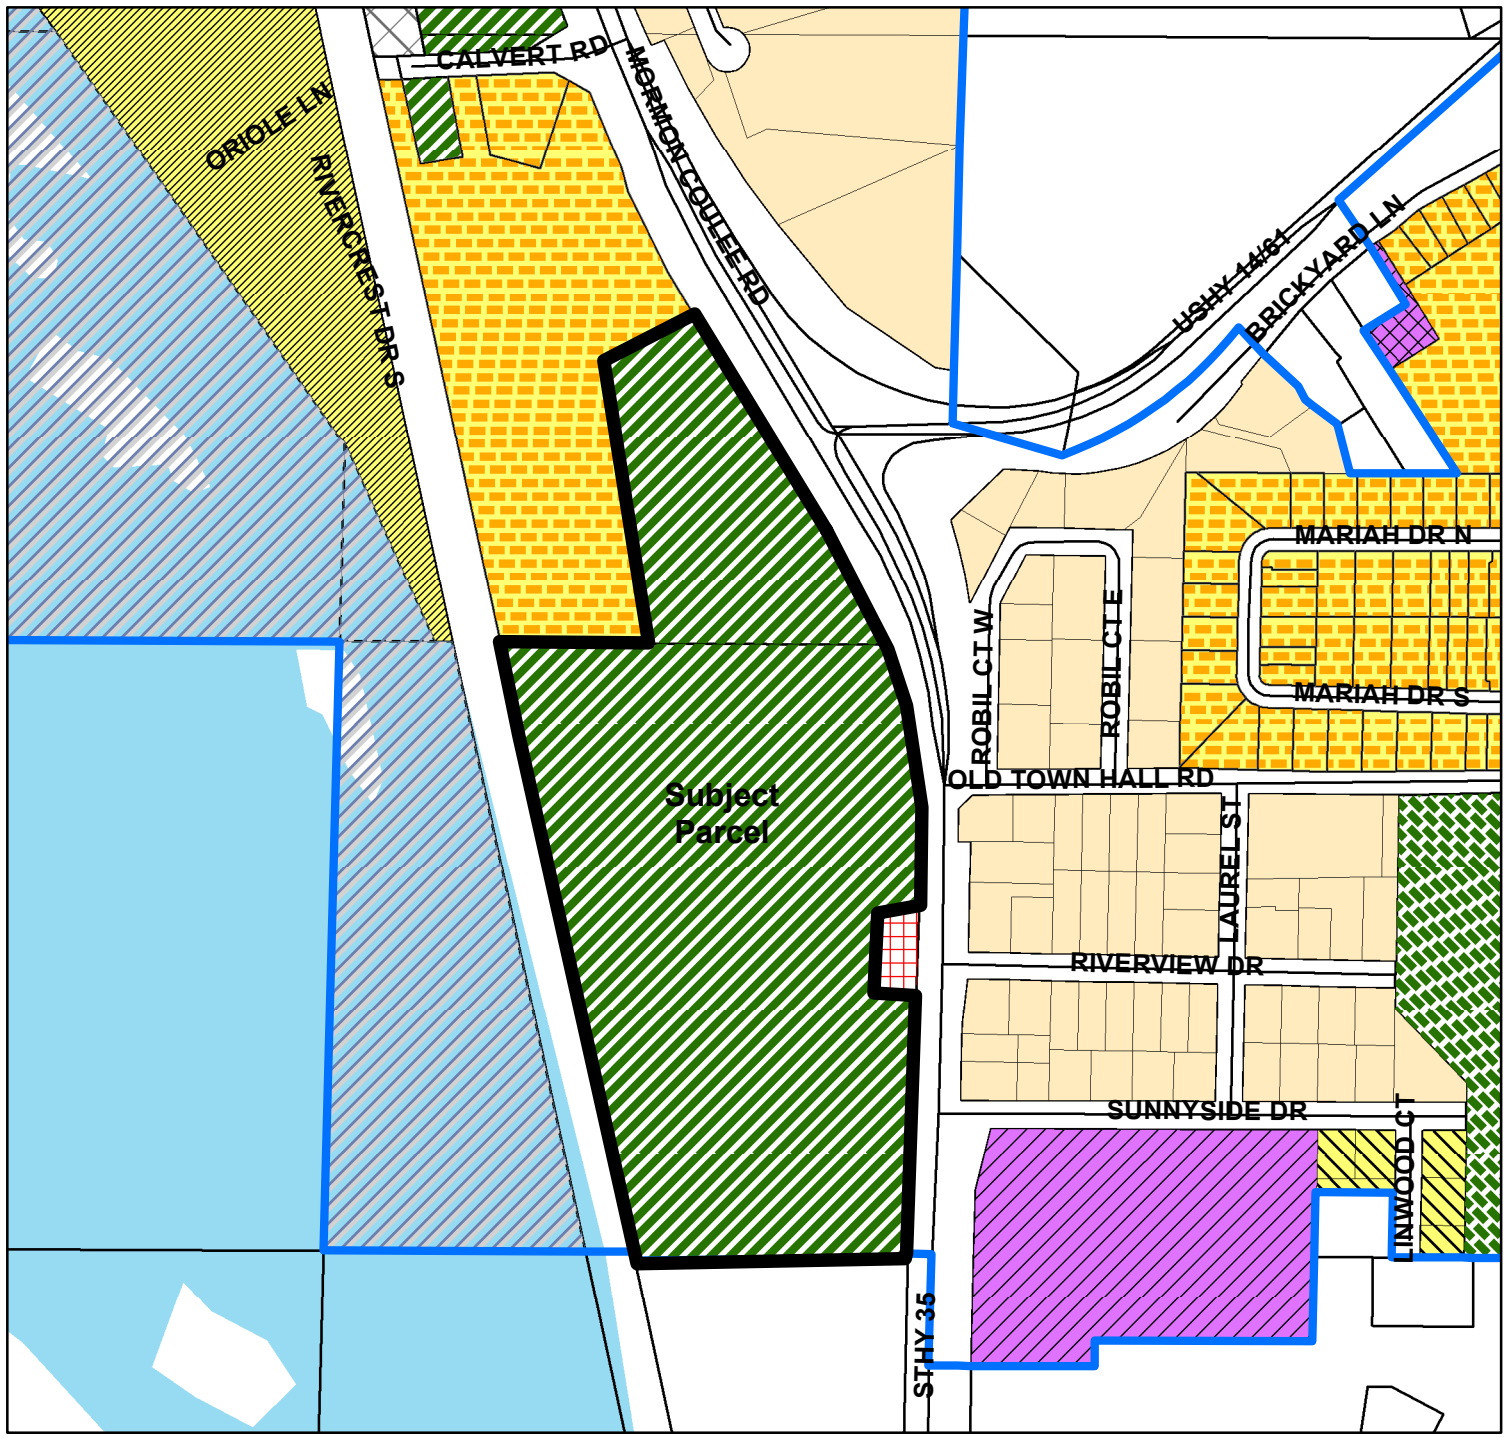 CALVERT RD
ORIOLE LN
MORMON COULEE RD
RIVERCREST DR S
USHY 14/61
BRICKYARD LN
MARIAH DR N
ROBIL CT W
ROBIL CT E
MARIAH DR S
OLD TOWN HALL RD
Subject
Parcel
LAUREL ST
RIVERVIEW DR
SUNNYSIDE DR
LINWOOD CT
STHY 35